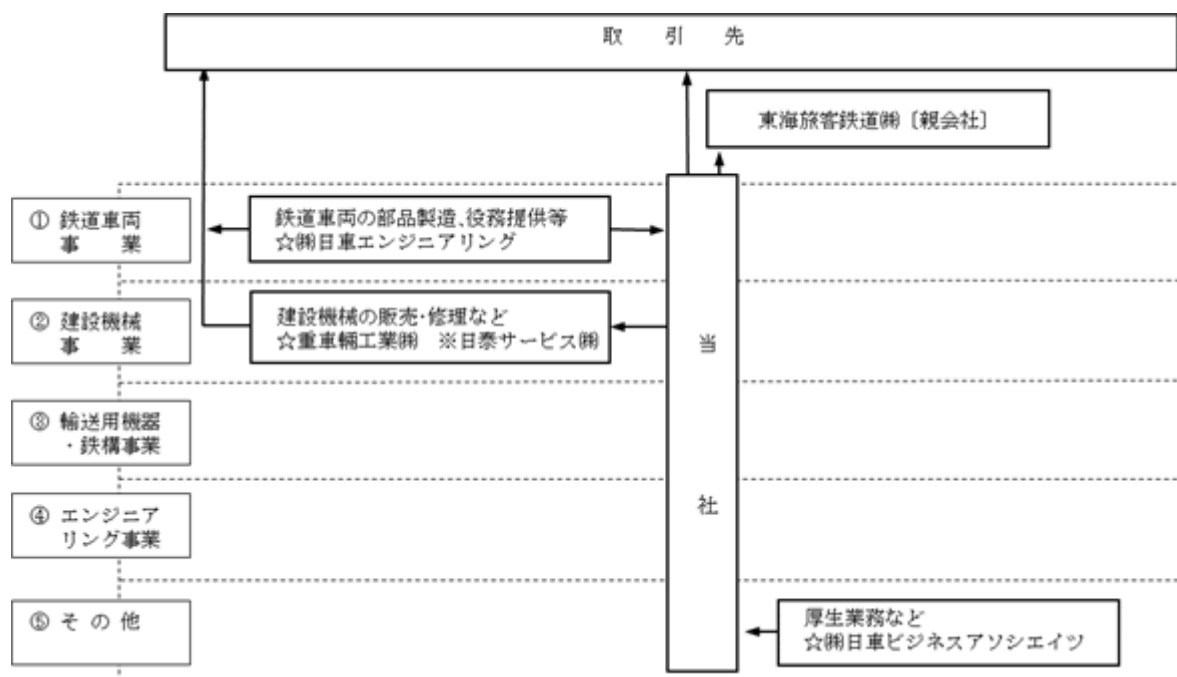 取 引 先
東海旅客鉄道㈱〔親会社〕
① 鉄道車両
事 業
鉄道車両の部品製造、役務提供等
☆㈱日車エンジニアリング
② 建設機械
事 業
建設機械の販売・修理など
☆重車輛工業㈱ ※日泰サービス㈱
当
社
③ 輸送用機器
・鉄構事業
④ エンジニア
リング事業
⑤ そ の 他
厚生業務など
☆㈱日車ビジネスアソシエイツ